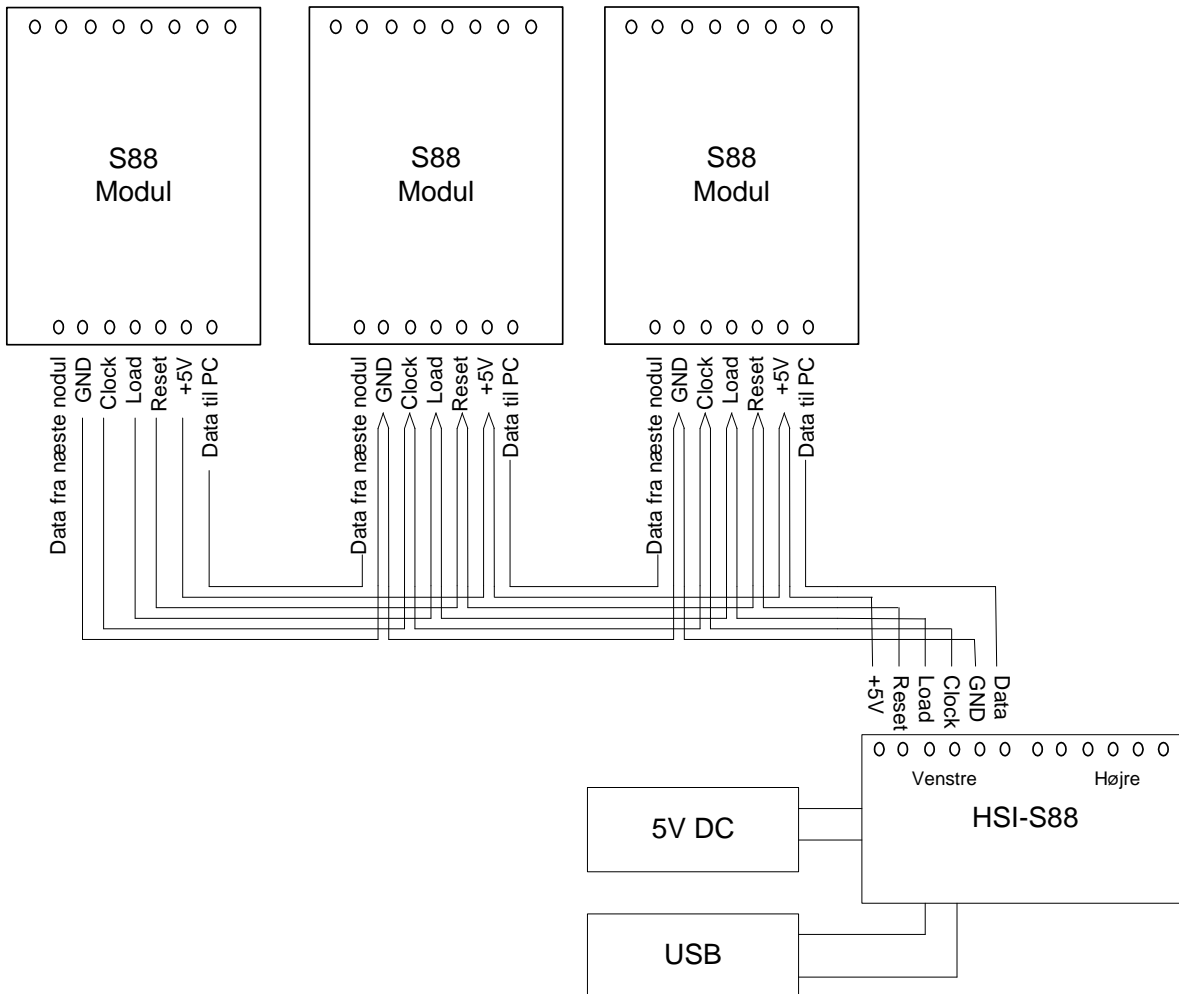 S88
Modul
S88
Modul
S88
Modul
Data fra næste nodul
GND
Clock
Load
Reset
+5V
Data til PC
Data fra næste nodul
GND
Clock
Load
Reset
+5V
Data til PC
Data fra næste nodul
GND
Clock
Load
Reset
+5V
Data til PC
+5V
Reset
Load
Clock
GND
Data
Venstre
Højre
HSI-S88
5V DC
USB